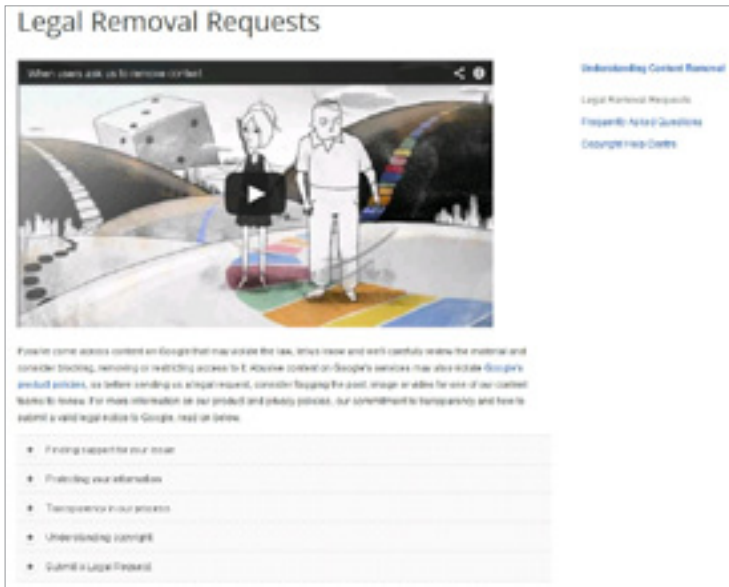 Legal Removal Requests
When users ask us to remove content
Understanding Content Removal
Legal Removal Requests
Frequently Asked Questions
Copyright Help Centre
If you've come across content on Google that may violate the law, let us know and we'll carefully review the material and
consider blocking, removing or restricting access to it. Abusive content on Google's services may also violate Google's
product policies, so before sending us a legal request, consider flagging the post, image or video for one of our content
teams to review. For more information on our product and privacy policies, our commitment to transparency and how to
submit a valid legal notice to Google, read on below.
+ Finding support for your issue
+ Protecting your information
+ Transparency in our process
+ Understanding copyright
+ Submit a Legal Request